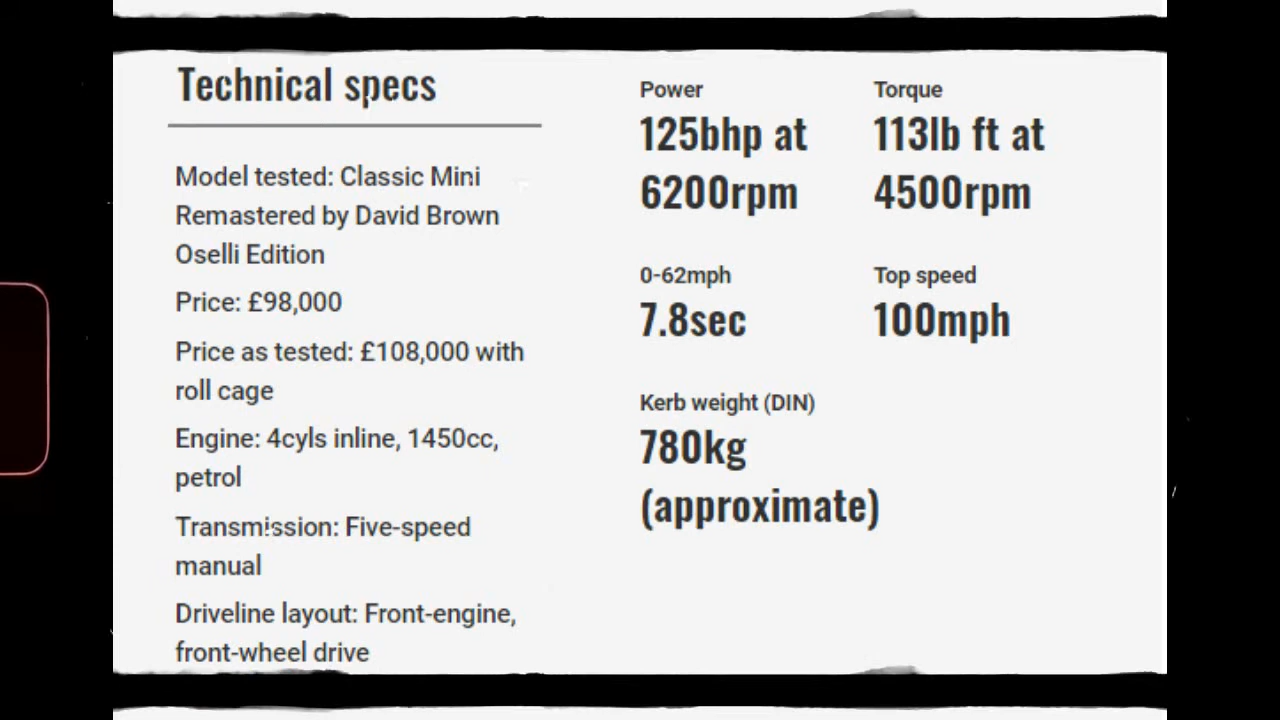 Technical specs
Model tested: Classic Mini
Remastered by David Brown
Oselli Edition
Price: £98,000
Price as tested: £108,000 with
roll cage
Engine: 4cyls inline, 1450cc,
petrol
Transmission: Five-speed
manual
Driveline layout: Front-engine,
front-wheel drive
Power
125bhp at
6200rpm
Torque
113lb ft at
4500rpm
0-62mph
7.8sec
Top speed
100mph
Kerb weight (DIN)
780kg
(approximate)